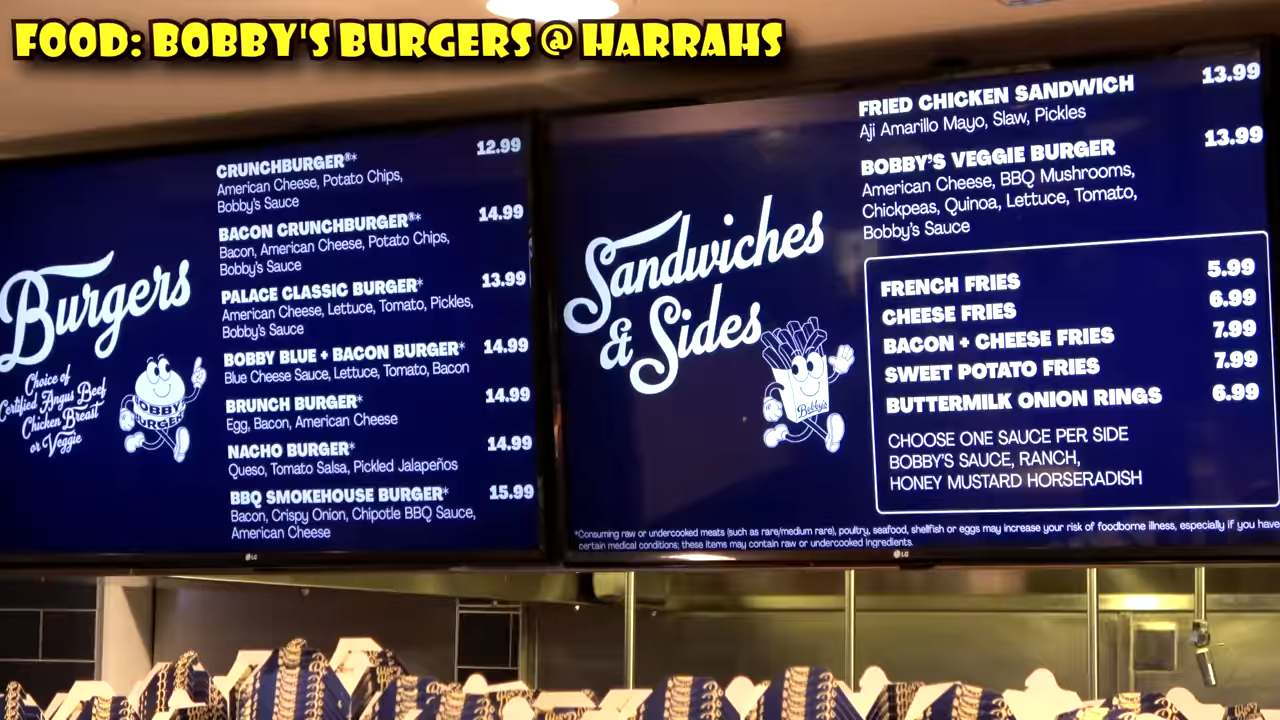 FOOD: BOBBY'S BURGERS @ HARRAHS
Burgers
Choice of
Certified Angus Beef
Chicken Breast
or Veggie
BOBBY'S
BURGERS
CRUNCHBURGER®* 12.99
American Cheese, Potato Chips,
Bobby's Sauce
BACON CRUNCHBURGER®* 14.99
Bacon, American Cheese, Potato Chips,
Bobby's Sauce
PALACE CLASSIC BURGER* 13.99
American Cheese, Lettuce, Tomato, Pickles,
Bobby's Sauce
BOBBY BLUE + BACON BURGER* 14.99
Blue Cheese Sauce, Lettuce, Tomato, Bacon
BRUNCH BURGER* 14.99
Egg, Bacon, American Cheese
NACHO BURGER* 14.99
Queso, Tomato Salsa, Pickled Jalapeños
BBQ SMOKEHOUSE BURGER* 15.99
Bacon, Crispy Onion, Chipotle BBQ Sauce,
American Cheese
LG
Sandwiches
& Sides
Bobby's
FRIED CHICKEN SANDWICH 13.99
Aji Amarillo Mayo, Slaw, Pickles
BOBBY'S VEGGIE BURGER 13.99
American Cheese, BBQ Mushrooms,
Chickpeas, Quinoa, Lettuce, Tomato,
Bobby's Sauce
FRENCH FRIES 5.99
CHEESE FRIES 6.99
BACON + CHEESE FRIES 7.99
SWEET POTATO FRIES 7.99
BUTTERMILK ONION RINGS 6.99
CHOOSE ONE SAUCE PER SIDE
BOBBY'S SAUCE, RANCH,
HONEY MUSTARD HORSERADISH
*Consuming raw or undercooked meats (such as rare/medium rare), poultry, seafood, shellfish or eggs may increase your risk of foodborne illness, especially if you have
certain medical conditions; these items may contain raw or undercooked ingredients.
LG